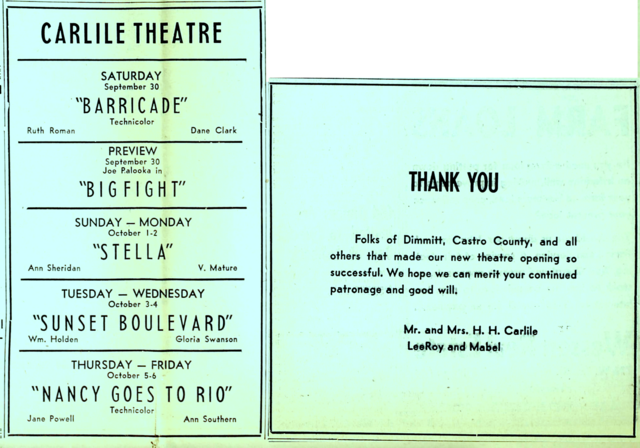 CARLILE THEATRE
SATURDAY
September 30
"BARRICADE"
Technicolor
Ruth Roman Dane Clark
PREVIEW
September 30
Joe Palooka in
"BIG FIGHT"
SUNDAY — MONDAY
October 1-2
"STELLA"
Ann Sheridan V. Mature
TUESDAY — WEDNESDAY
October 3-4
"SUNSET BOULEVARD"
Wm. Holden Gloria Swanson
THURSDAY — FRIDAY
October 5-6
"NANCY GOES TO RIO"
Technicolor
Jane Powell Ann Southern
THANK YOU
Folks of Dimmitt, Castro County, and all
others that made our new theatre opening so
successful. We hope we can merit your continued
patronage and good will.
Mr. and Mrs. H. H. Carlile
LeeRoy and Mabel